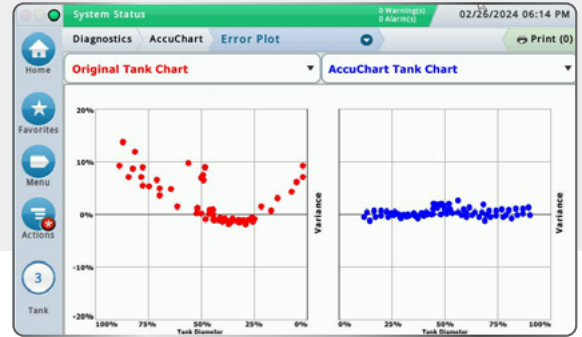 System Status
0 Warning(s)
0 Alarm(s)
02/26/2024 06:14 PM
Diagnostics AccuChart Error Plot
Print (0)
Home
Original Tank Chart
AccuChart Tank Chart
Favorites
Menu
Actions
3
Tank
20%
10%
0%
-10%
-20%
100% 75% 50% 25% 0%
Tank Diameter
Variance
0% 25% 50% 75% 100%
Tank Diameter
Variance